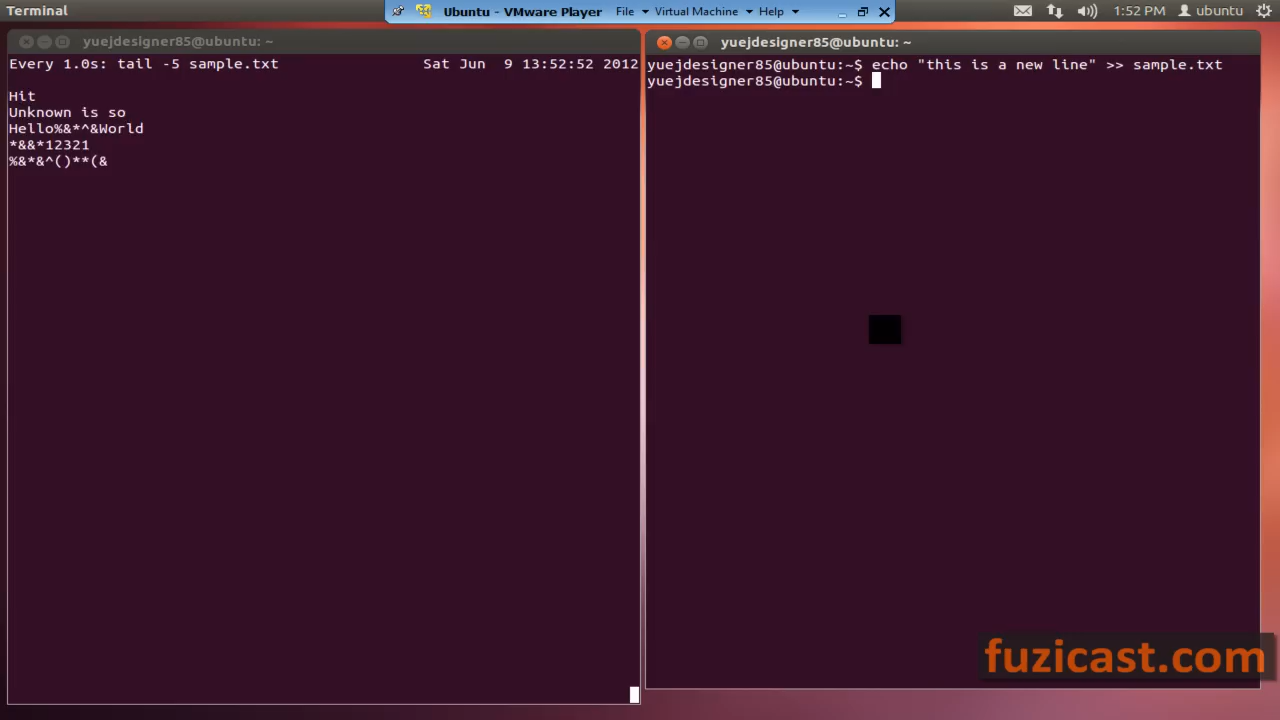 Terminal
Ubuntu - VMware Player File Virtual Machine Help
1:52 PM ubuntu
yuejdesigner85@ubuntu: ~
Every 1.0s: tail -5 sample.txt Sat Jun 9 13:52:52 2012
Hit
Unknown is so
Hello%&*^&World
*&&*12321
%&*&^()**(&
yuejdesigner85@ubuntu: ~
yuejdesigner85@ubuntu:~$ echo "this is a new line" >> sample.txt
yuejdesigner85@ubuntu:~$
fuzicast.com